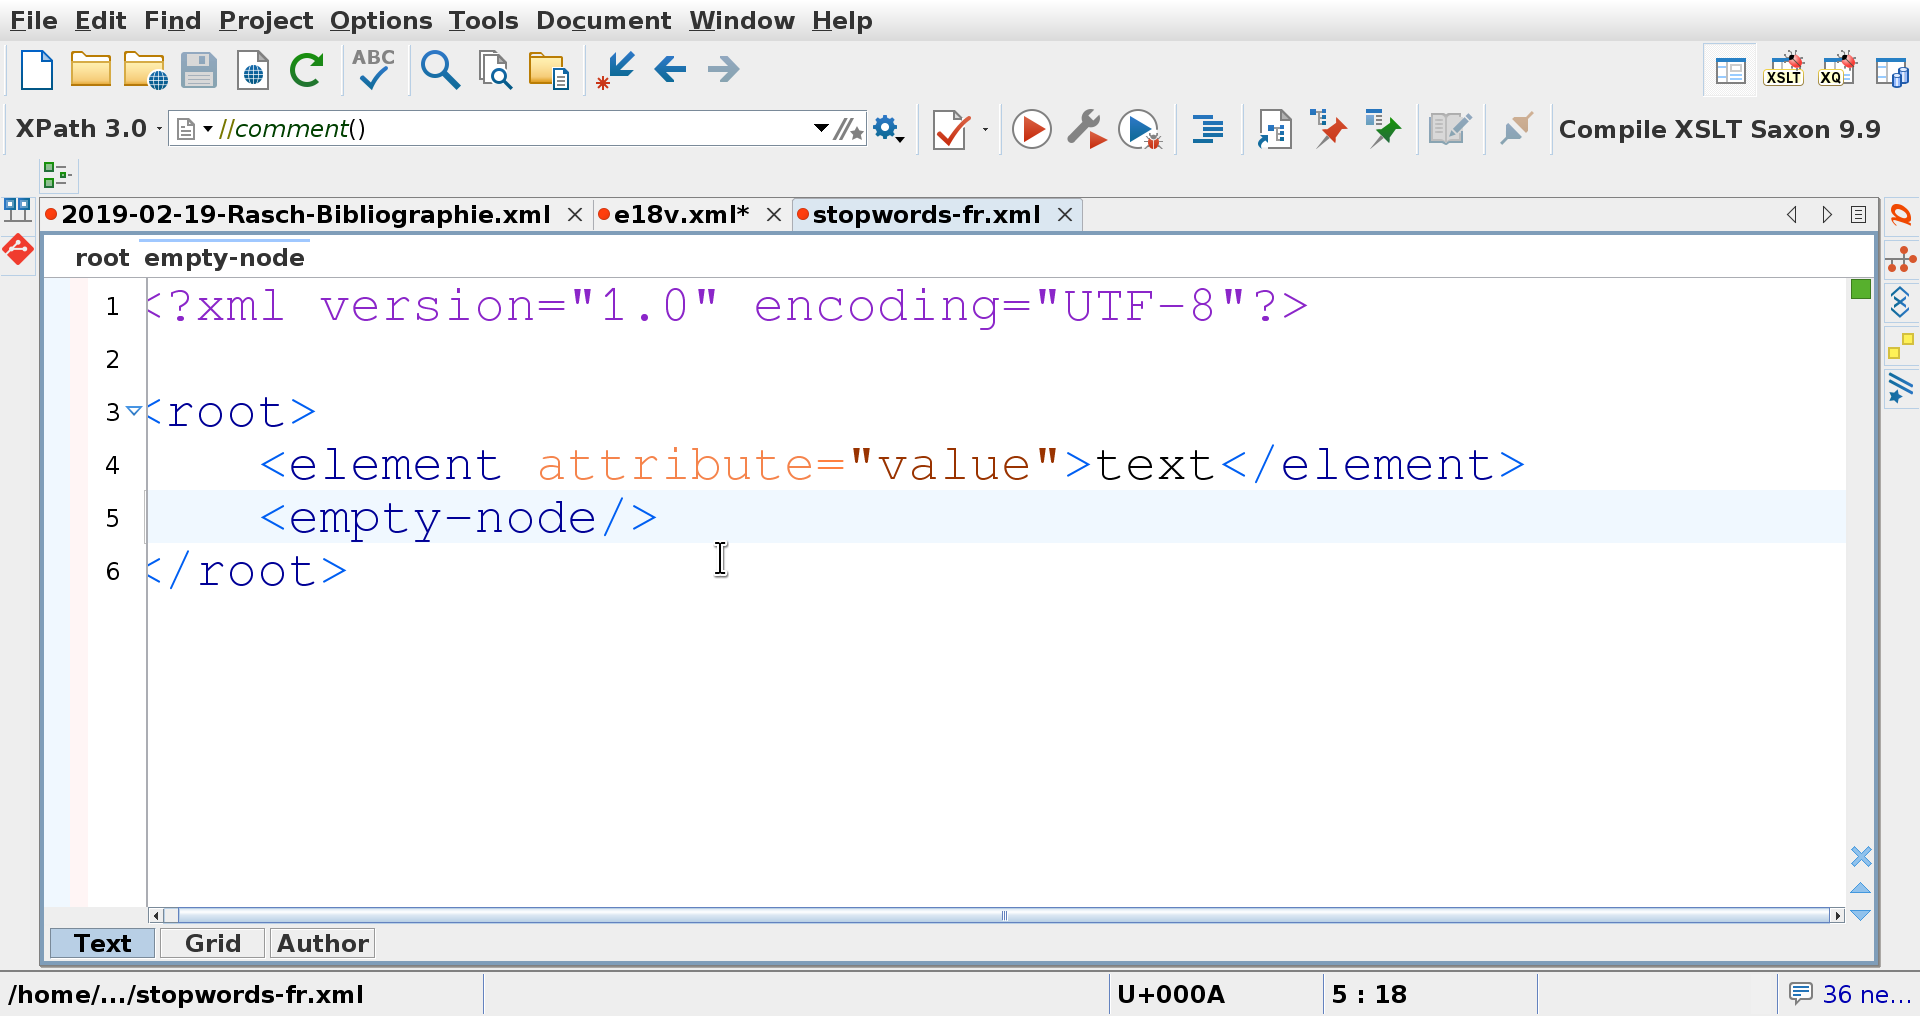 File Edit Find Project Options Tools Document Window Help
ABC
XSLT XQ
XPath 3.0 //comment() Compile XSLT Saxon 9.9
2019-02-19-Rasch-Bibliographie.xml e18v.xml* stopwords-fr.xml
root empty-node
1 <?xml version="1.0" encoding="UTF-8"?>
2
3 <root>
4 <element attribute="value">text</element>
5 <empty-node/>
6 </root>
Text Grid Author
/home/.../stopwords-fr.xml U+000A 5 : 18 36 ne...